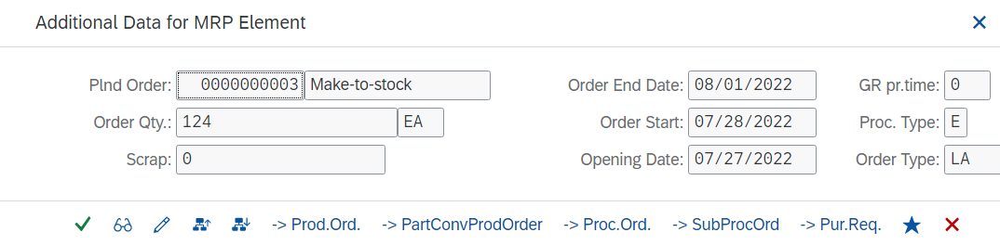 Additional Data for MRP Element
Plnd Order: 0000000003 Make-to-stock Order End Date: 08/01/2022 GR pr.time: 0
Order Qty.: 124 EA Order Start: 07/28/2022 Proc. Type: E
Scrap: 0 Opening Date: 07/27/2022 Order Type: LA
-> Prod.Ord. -> PartConvProdOrder -> Proc.Ord. -> SubProcOrd -> Pur.Req.